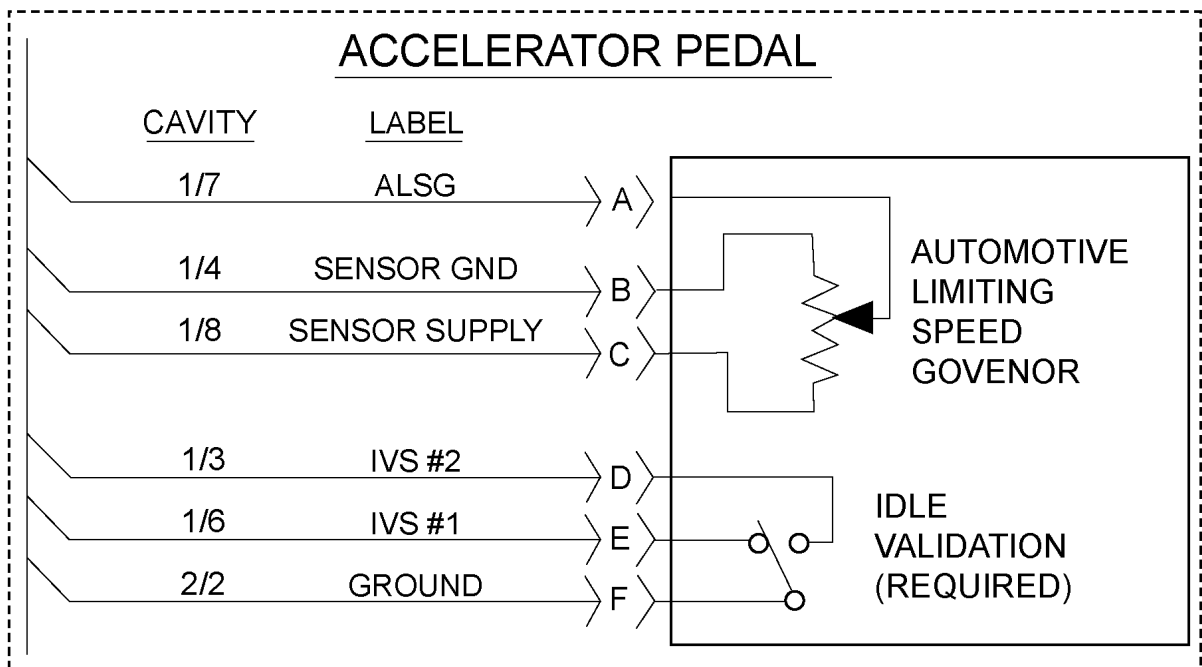 ACCELERATOR PEDAL
CAVITY LABEL
1/7 ALSG A
1/4 SENSOR GND B
1/8 SENSOR SUPPLY C
AUTOMOTIVE
LIMITING
SPEED
GOVENOR
1/3 IVS #2 D
1/6 IVS #1 E
2/2 GROUND F
IDLE
VALIDATION
(REQUIRED)